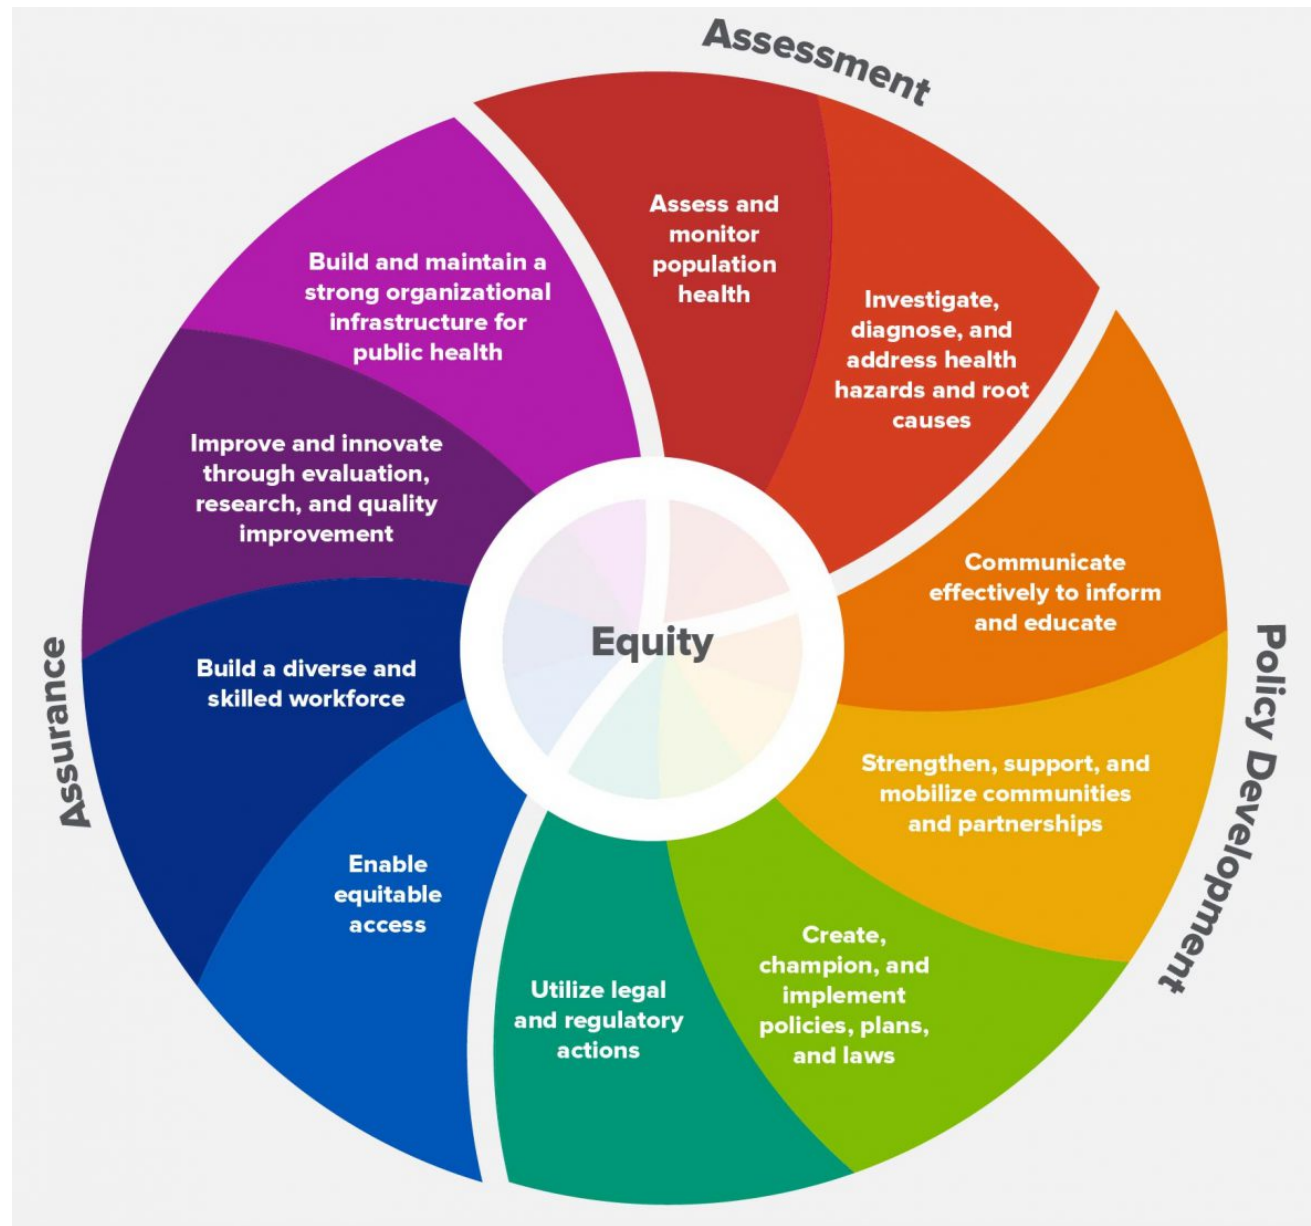 Assessment
Assess and
monitor
population
health
Investigate,
diagnose, and
address health
hazards and root
causes
Policy Development
Communicate
effectively to inform
and educate
Strengthen, support, and
mobilize communities
and partnerships
Create,
champion, and
implement
policies, plans,
and laws
Utilize legal
and regulatory
actions
Assurance
Enable
equitable
access
Build a diverse and
skilled workforce
Improve and innovate
through evaluation,
research, and quality
improvement
Build and maintain a
strong organizational
infrastructure for
public health
Equity